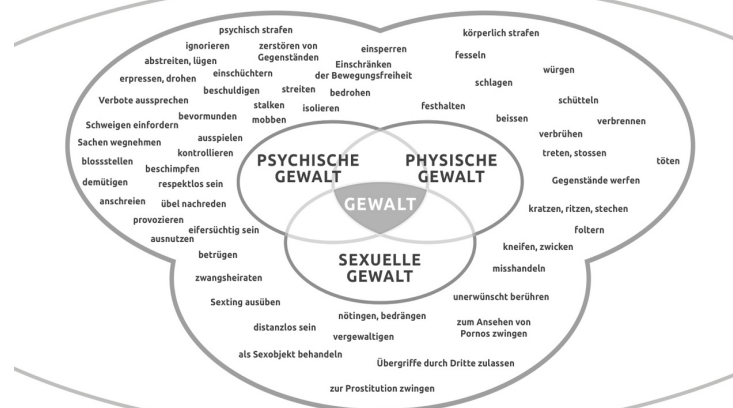 psychisch strafen
körperlich strafen
ignorieren
zerstören von
Gegenständen
einsperren
fesseln
abstreiten, lügen
Einschränken
der Bewegungsfreiheit
würgen
erpressen, drohen
einschüchtern
schlagen
beschuldigen
streiten
bedrohen
Verbote aussprechen
stalken
isolieren
festhalten
schütteln
bevormunden
mobben
beissen
verbrennen
Schweigen einfordern
ausspielen
verbrühen
Sachen wegnehmen
kontrollieren
treten, stossen
blossstellen
beschimpfen
töten
PSYCHISCHE
GEWALT
PHYSISCHE
GEWALT
demütigen
respektlos sein
Gegenstände werfen
anschreien
übel nachreden
GEWALT
kratzen, ritzen, stechen
provozieren
eifersüchtig sein
foltern
ausnutzen
kneifen, zwicken
betrügen
SEXUELLE
GEWALT
misshandeln
zwangsheiraten
Sexting ausüben
unerwünscht berühren
nötigen, bedrängen
distanzlos sein
vergewaltigen
zum Ansehen von
Pornos zwingen
als Sexobjekt behandeln
Übergriffe durch Dritte zulassen
zur Prostitution zwingen